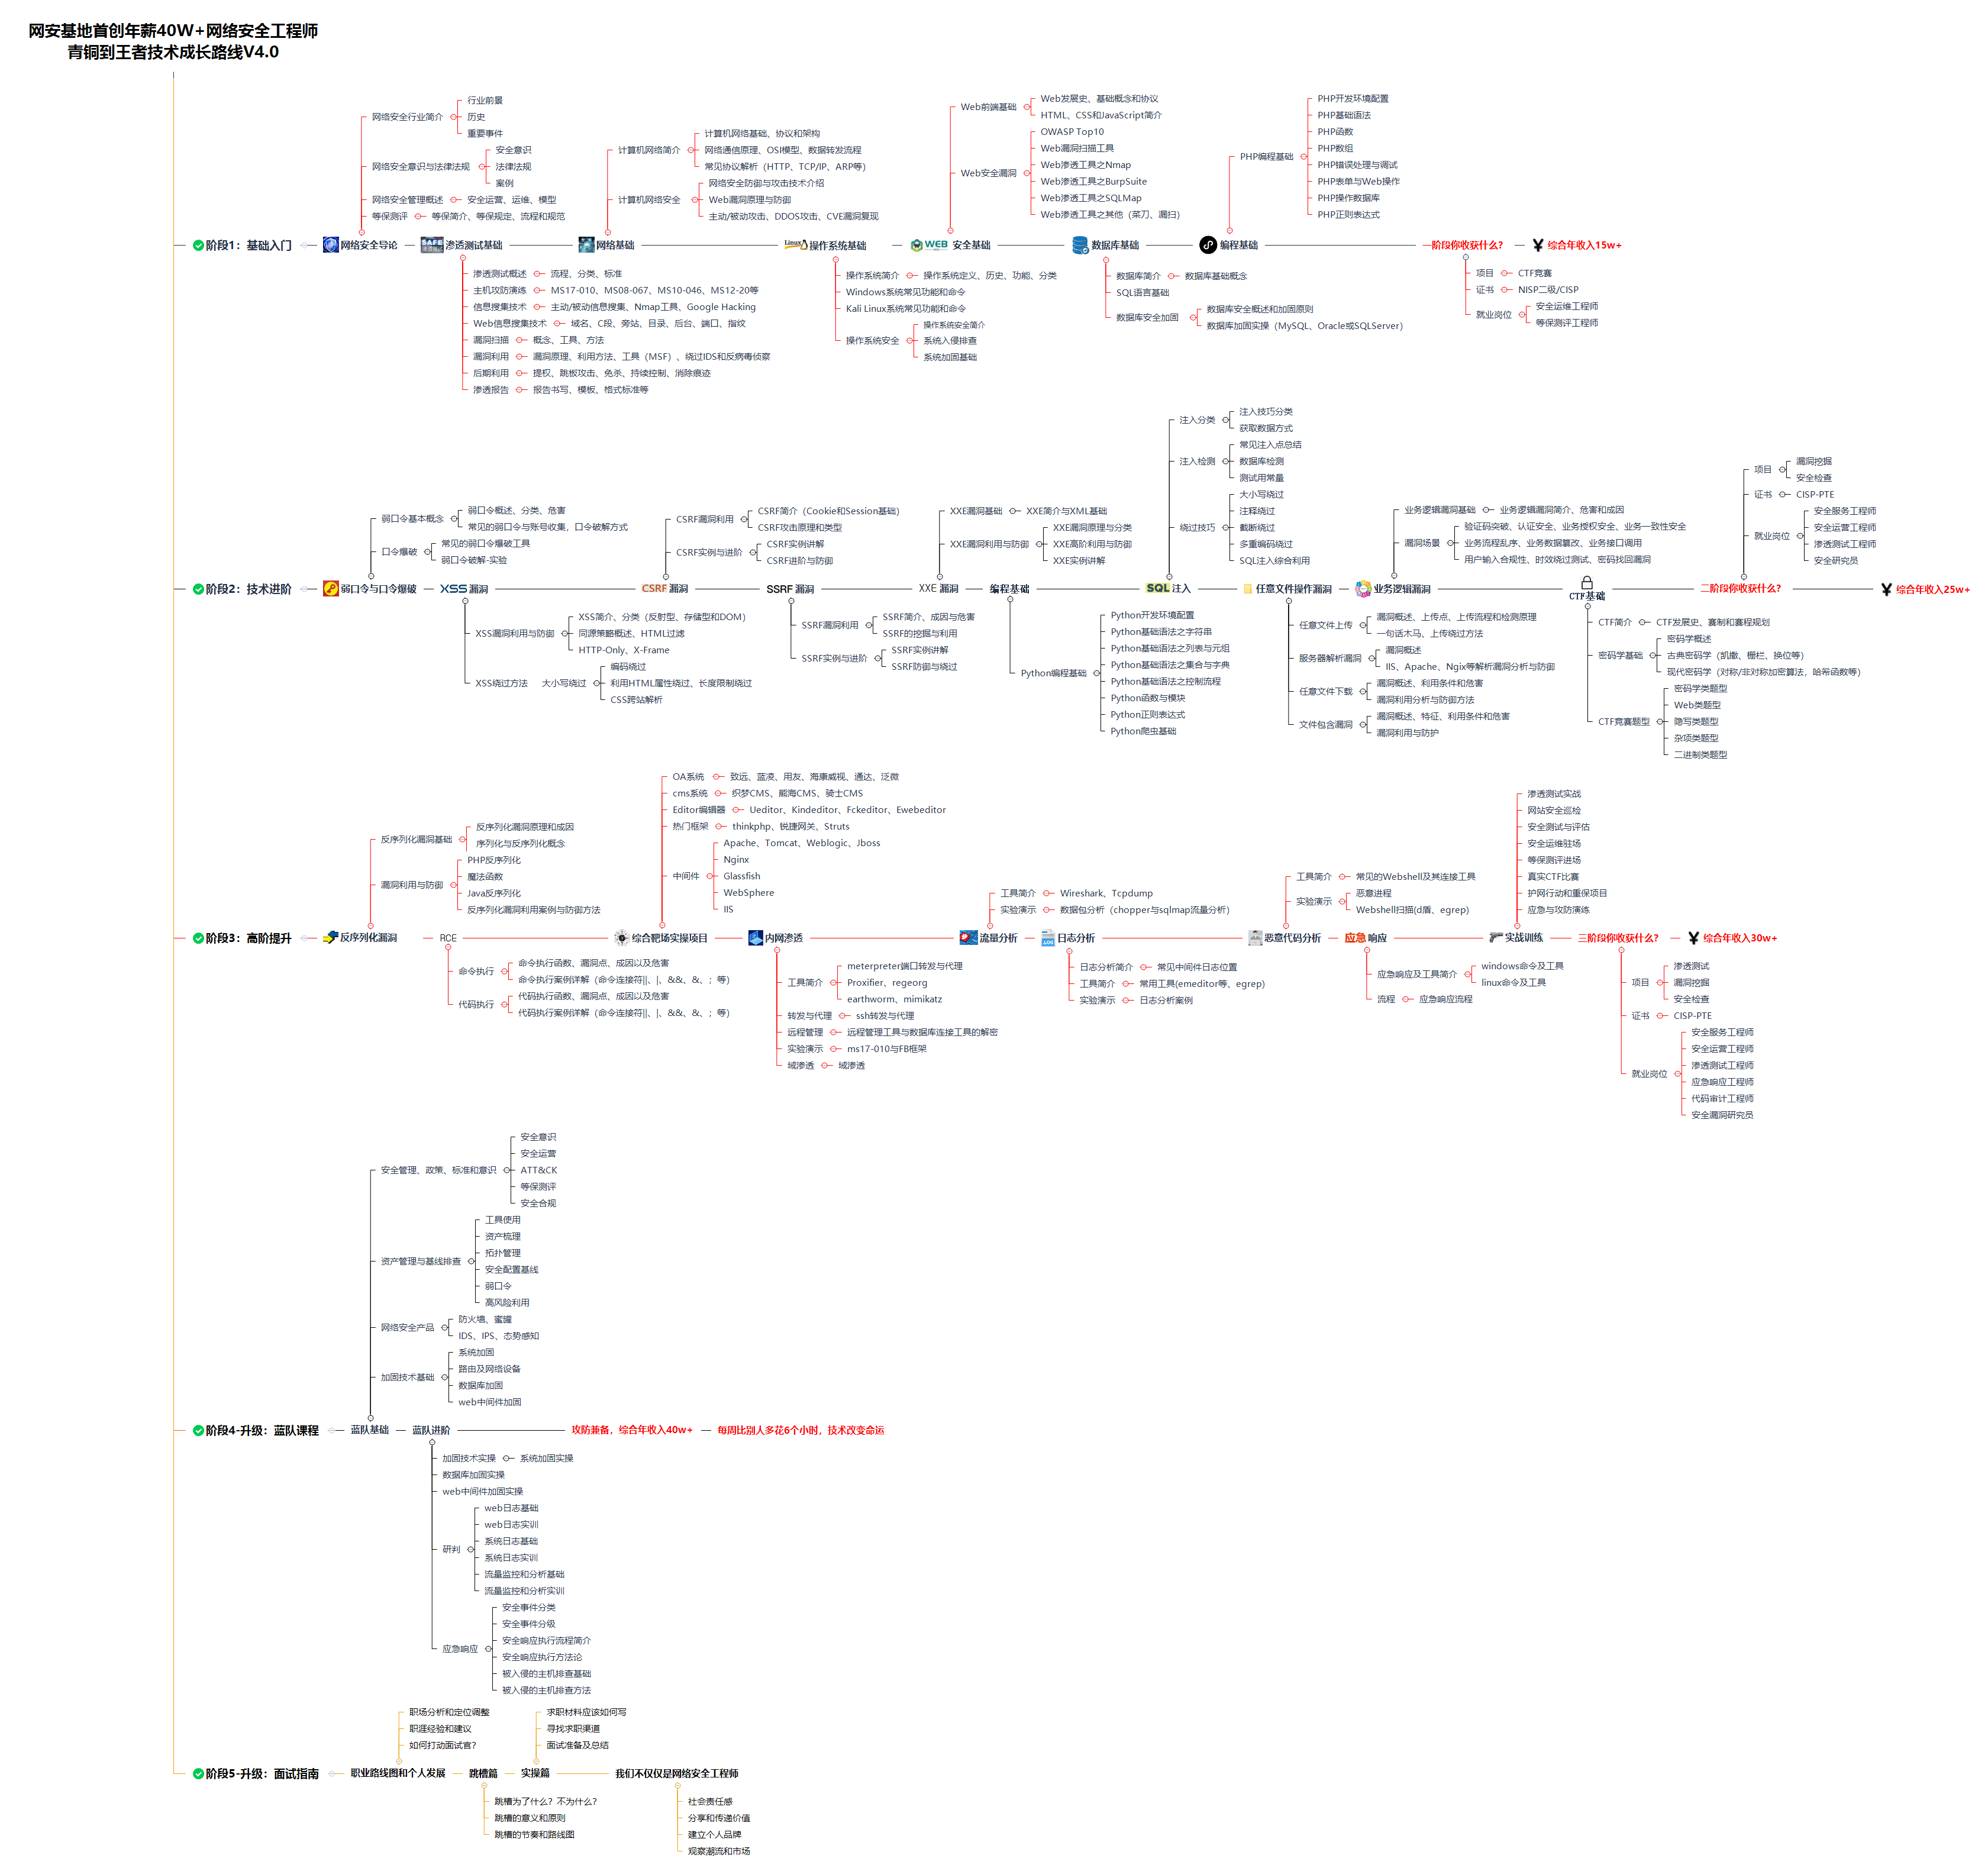 网安基地首创年薪40W+网络安全工程师
青铜到王者技术成长路线V4.0
阶段1：基础入门
网络安全导论
网络安全行业简介
行业前景
历史
重要事件
网络安全意识与法律法规
安全意识
法律法规
案例
网络安全管理概述
安全运营、运维、模型
等保测评
等保简介、等保规定、流程和规范
SAFE
渗透测试基础
渗透测试概述
流程、分类、标准
主机攻防演练
MS17-010、MS08-067、MS10-046、MS12-20等
信息搜集技术
主动/被动信息搜集、Nmap工具、Google Hacking
Web信息搜集技术
域名、C段、旁站、目录、后台、端口、指纹
漏洞扫描
概念、工具、方法
漏洞利用
漏洞原理、利用方法、工具（MSF）、绕过IDS和反病毒侦察
后期利用
提权、跳板攻击、免杀、持续控制、消除痕迹
渗透报告
报告书写、模板、格式标准等
网络基础
计算机网络简介
计算机网络基础、协议和架构
网络通信原理、OSI模型、数据转发流程
常见协议解析（HTTP、TCP/IP、ARP等）
计算机网络安全
网络安全防御与攻击技术介绍
Web漏洞原理与防御
主动/被动攻击、DDOS攻击、CVE漏洞复现
Linux
操作系统基础
操作系统简介
操作系统定义、历史、功能、分类
Windows系统常见功能和命令
Kali Linux系统常见功能和命令
操作系统安全
操作系统安全简介
系统入侵排查
系统加固基础
WEB 安全基础
Web前端基础
Web发展史、基础概念和协议
HTML、CSS和JavaScript简介
Web安全漏洞
OWASP Top10
Web漏洞扫描工具
Web渗透工具之Nmap
Web渗透工具之BurpSuite
Web渗透工具之SQLMap
Web渗透工具之其他（菜刀、漏扫）
数据库基础
数据库简介
数据库基础概念
SQL语言基础
数据库安全加固
数据库安全概述和加固原则
数据库加固实操（MySQL、Oracle或SQLServer）
编程基础
PHP编程基础
PHP开发环境配置
PHP基础语法
PHP函数
PHP数组
PHP错误处理与调试
PHP表单与Web操作
PHP操作数据库
PHP正则表达式
一阶段你收获什么？
项目
CTF竞赛
证书
NISP二级/CISP
就业岗位
安全运维工程师
等保测评工程师
¥ 综合年收入15w+
阶段2：技术进阶
弱口令与口令爆破
弱口令基本概念
弱口令概述、分类、危害
常见的弱口令与账号收集，口令破解方式
口令爆破
常见的弱口令爆破工具
弱口令破解-实验
XSS 漏洞
XSS漏洞利用与防御
XSS简介、分类（反射型、存储型和DOM）
同源策略概述、HTML过滤
HTTP-Only、X-Frame
XSS绕过方法
大小写绕过
编码绕过
利用HTML属性绕过、长度限制绕过
CSS跨站解析
CSRF 漏洞
CSRF漏洞利用
CSRF简介（Cookie和Session基础）
CSRF攻击原理和类型
CSRF实例与进阶
CSRF实例讲解
CSRF进阶与防御
SSRF 漏洞
SSRF漏洞利用
SSRF简介、成因与危害
SSRF的挖掘与利用
SSRF实例与进阶
SSRF实例讲解
SSRF防御与绕过
XXE 漏洞
XXE漏洞基础
XXE简介与XML基础
XXE漏洞利用与防御
XXE漏洞原理与分类
XXE高阶利用与防御
XXE实例讲解
编程基础
Python编程基础
Python开发环境配置
Python基础语法之字符串
Python基础语法之列表与元组
Python基础语法之集合与字典
Python基础语法之控制流程
Python函数与模块
Python正则表达式
Python爬虫基础
SQL 注入
注入分类
注入技巧分类
获取数据方式
注入检测
常见注入点总结
数据库检测
测试用常量
绕过技巧
大小写绕过
注释绕过
截断绕过
多重编码绕过
SQL注入综合利用
任意文件操作漏洞
任意文件上传
漏洞概述、上传点、上传流程和检测原理
一句话木马、上传绕过方法
服务器解析漏洞
漏洞概述
IIS、Apache、Ngix等解析漏洞分析与防御
任意文件下载
漏洞概述、利用条件和危害
漏洞利用分析与防御方法
文件包含漏洞
漏洞概述、特征、利用条件和危害
漏洞利用与防护
业务逻辑漏洞
业务逻辑漏洞基础
业务逻辑漏洞简介、危害和成因
漏洞场景
验证码突破、认证安全、业务授权安全、业务一致性安全
业务流程乱序、业务数据篡改、业务接口调用
用户输入合规性、时效绕过测试、密码找回漏洞
CTF基础
CTF简介
CTF发展史、赛制和赛程规划
密码学基础
密码学概述
古典密码学（凯撒、栅栏、换位等）
现代密码学（对称/非对称加密算法，哈希函数等）
CTF竞赛题型
密码学类题型
Web类题型
隐写类题型
杂项类题型
二进制类题型
二阶段你收获什么？
项目
漏洞挖掘
安全检查
证书
CISP-PTE
就业岗位
安全服务工程师
安全运营工程师
渗透测试工程师
安全研究员
¥ 综合年收入25w+
阶段3：高阶提升
反序列化漏洞
反序列化漏洞基础
反序列化漏洞原理和成因
序列化与反序列化概念
漏洞利用与防御
PHP反序列化
魔法函数
Java反序列化
反序列化漏洞利用案例与防御方法
RCE
命令执行
命令执行函数、漏洞点、成因以及危害
命令执行案例详解（命令连接符||、|、&&、&、；等）
代码执行
代码执行函数、漏洞点、成因以及危害
代码执行案例详解（命令连接符||、|、&&、&、；等）
综合靶场实操项目
OA系统
致远、蓝凌、用友、海康威视、通达、泛微
cms系统
织梦CMS、熊海CMS、骑士CMS
Editor编辑器
Ueditor、Kindeditor、Fckeditor、Ewebeditor
热门框架
thinkphp、锐捷网关、Struts
中间件
Apache、Tomcat、Weblogic、Jboss
Nginx
Glassfish
WebSphere
IIS
内网渗透
工具简介
meterpreter端口转发与代理
Proxifier、regeorg
earthworm、mimikatz
转发与代理
ssh转发与代理
远程管理
远程管理工具与数据库连接工具的解密
实验演示
ms17-010与FB框架
域渗透
域渗透
流量分析
工具简介
Wireshark、Tcpdump
实验演示
数据包分析（chopper与sqlmap流量分析）
LOG
日志分析
日志分析简介
常见中间件日志位置
工具简介
常用工具(emeditor等、egrep)
实验演示
日志分析案例
恶意代码分析
工具简介
常见的Webshell及其连接工具
实验演示
恶意进程
Webshell扫描(d盾、egrep)
应急 响应
应急响应及工具简介
windows命令及工具
linux命令及工具
流程
应急响应流程
实战训练
渗透测试实战
网站安全巡检
安全测试与评估
安全运维驻场
等保测评进场
真实CTF比赛
护网行动和重保项目
应急与攻防演练
三阶段你收获什么？
项目
渗透测试
漏洞挖掘
安全检查
证书
CISP-PTE
就业岗位
安全服务工程师
安全运营工程师
渗透测试工程师
应急响应工程师
代码审计工程师
安全漏洞研究员
¥ 综合年收入30w+
阶段4-升级：蓝队课程
蓝队基础
安全管理、政策、标准和意识
安全意识
安全运营
ATT&CK
等保测评
安全合规
资产管理与基线排查
工具使用
资产梳理
拓扑管理
安全配置基线
弱口令
高风险利用
网络安全产品
防火墙、蜜罐
IDS、IPS、态势感知
加固技术基础
系统加固
路由及网络设备
数据库加固
web中间件加固
蓝队进阶
加固技术实操
系统加固实操
数据库加固实操
web中间件加固实操
研判
web日志基础
web日志实训
系统日志基础
系统日志实训
流量监控和分析基础
流量监控和分析实训
应急响应
安全事件分类
安全事件分级
安全响应执行流程简介
安全响应执行方法论
被入侵的主机排查基础
被入侵的主机排查方法
攻防兼备，综合年收入40w+
每周比别人多花6个小时，技术改变命运
阶段5-升级：面试指南
职业路线图和个人发展
职场分析和定位调整
职涯经验和建议
如何打动面试官？
跳槽篇
跳槽为了什么？不为什么？
跳槽的意义和原则
跳槽的节奏和路线图
实操篇
求职材料应该如何写
寻找求职渠道
面试准备及总结
我们不仅仅是网络安全工程师
社会责任感
分享和传递价值
建立个人品牌
观察潮流和市场